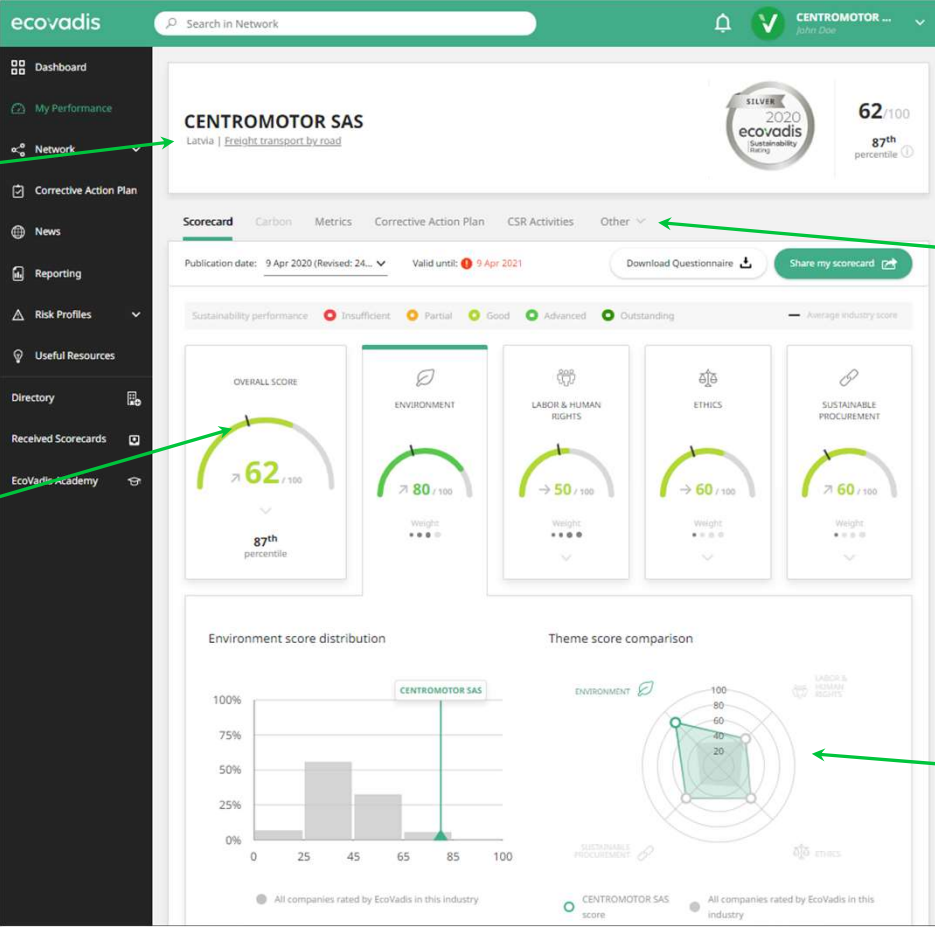 ecovadis
Search in Network
CENTROMOTOR ...
John Doe
Dashboard
My Performance
Network
Corrective Action Plan
News
Reporting
Risk Profiles
Useful Resources
Directory
Received Scorecards
EcoVadis Academy
CENTROMOTOR SAS
Latvia | Freight transport by road
SILVER
2020
ecovadis
Sustainability
Rating
62/100
87th
percentile
Scorecard Carbon Metrics Corrective Action Plan CSR Activities Other
Publication date: 9 Apr 2020 (Revised: 24... Valid until: 9 Apr 2021 Download Questionnaire Share my scorecard
Sustainability performance Insufficient Partial Good Advanced Outstanding Average industry score
OVERALL SCORE
62 / 100
87th
percentile
ENVIRONMENT
80 / 100
Weight
LABOR & HUMAN
RIGHTS
50 / 100
Weight
ETHICS
60 / 100
Weight
SUSTAINABLE
PROCUREMENT
60 / 100
Weight
Environment score distribution
CENTROMOTOR SAS
100%
75%
50%
25%
0%
0 25 45 65 85 100
All companies rated by EcoVadis in this industry
Theme score comparison
ENVIRONMENT
LABOR &
HUMAN
RIGHTS
100
80
60
40
20
SUSTAINABLE
PROCUREMENT
ETHICS
CENTROMOTOR SAS
score
All companies rated by EcoVadis in this
industry